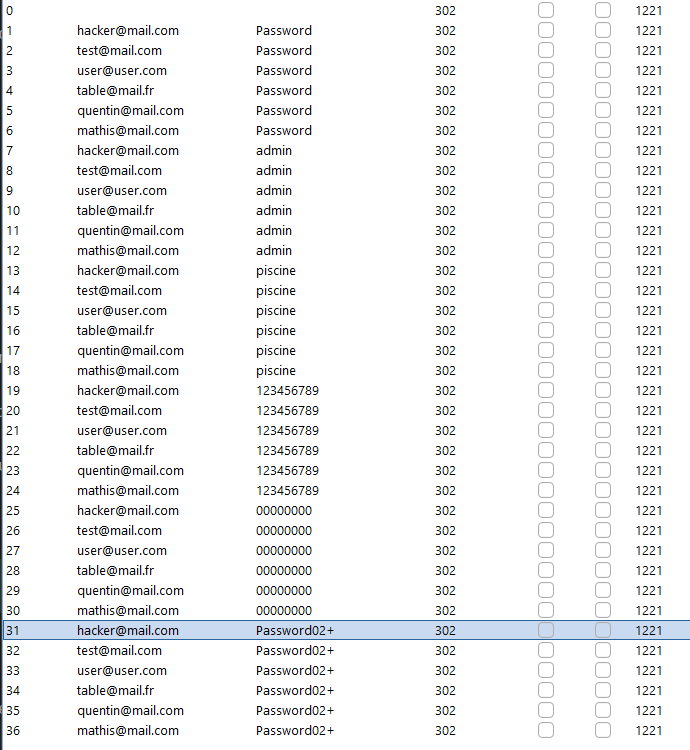 0 302 1221
1 hacker@mail.com Password 302 1221
2 test@mail.com Password 302 1221
3 user@user.com Password 302 1221
4 table@mail.fr Password 302 1221
5 quentin@mail.com Password 302 1221
6 mathis@mail.com Password 302 1221
7 hacker@mail.com admin 302 1221
8 test@mail.com admin 302 1221
9 user@user.com admin 302 1221
10 table@mail.fr admin 302 1221
11 quentin@mail.com admin 302 1221
12 mathis@mail.com admin 302 1221
13 hacker@mail.com piscine 302 1221
14 test@mail.com piscine 302 1221
15 user@user.com piscine 302 1221
16 table@mail.fr piscine 302 1221
17 quentin@mail.com piscine 302 1221
18 mathis@mail.com piscine 302 1221
19 hacker@mail.com 123456789 302 1221
20 test@mail.com 123456789 302 1221
21 user@user.com 123456789 302 1221
22 table@mail.fr 123456789 302 1221
23 quentin@mail.com 123456789 302 1221
24 mathis@mail.com 123456789 302 1221
25 hacker@mail.com 00000000 302 1221
26 test@mail.com 00000000 302 1221
27 user@user.com 00000000 302 1221
28 table@mail.fr 00000000 302 1221
29 quentin@mail.com 00000000 302 1221
30 mathis@mail.com 00000000 302 1221
31 hacker@mail.com Password02+ 302 1221
32 test@mail.com Password02+ 302 1221
33 user@user.com Password02+ 302 1221
34 table@mail.fr Password02+ 302 1221
35 quentin@mail.com Password02+ 302 1221
36 mathis@mail.com Password02+ 302 1221